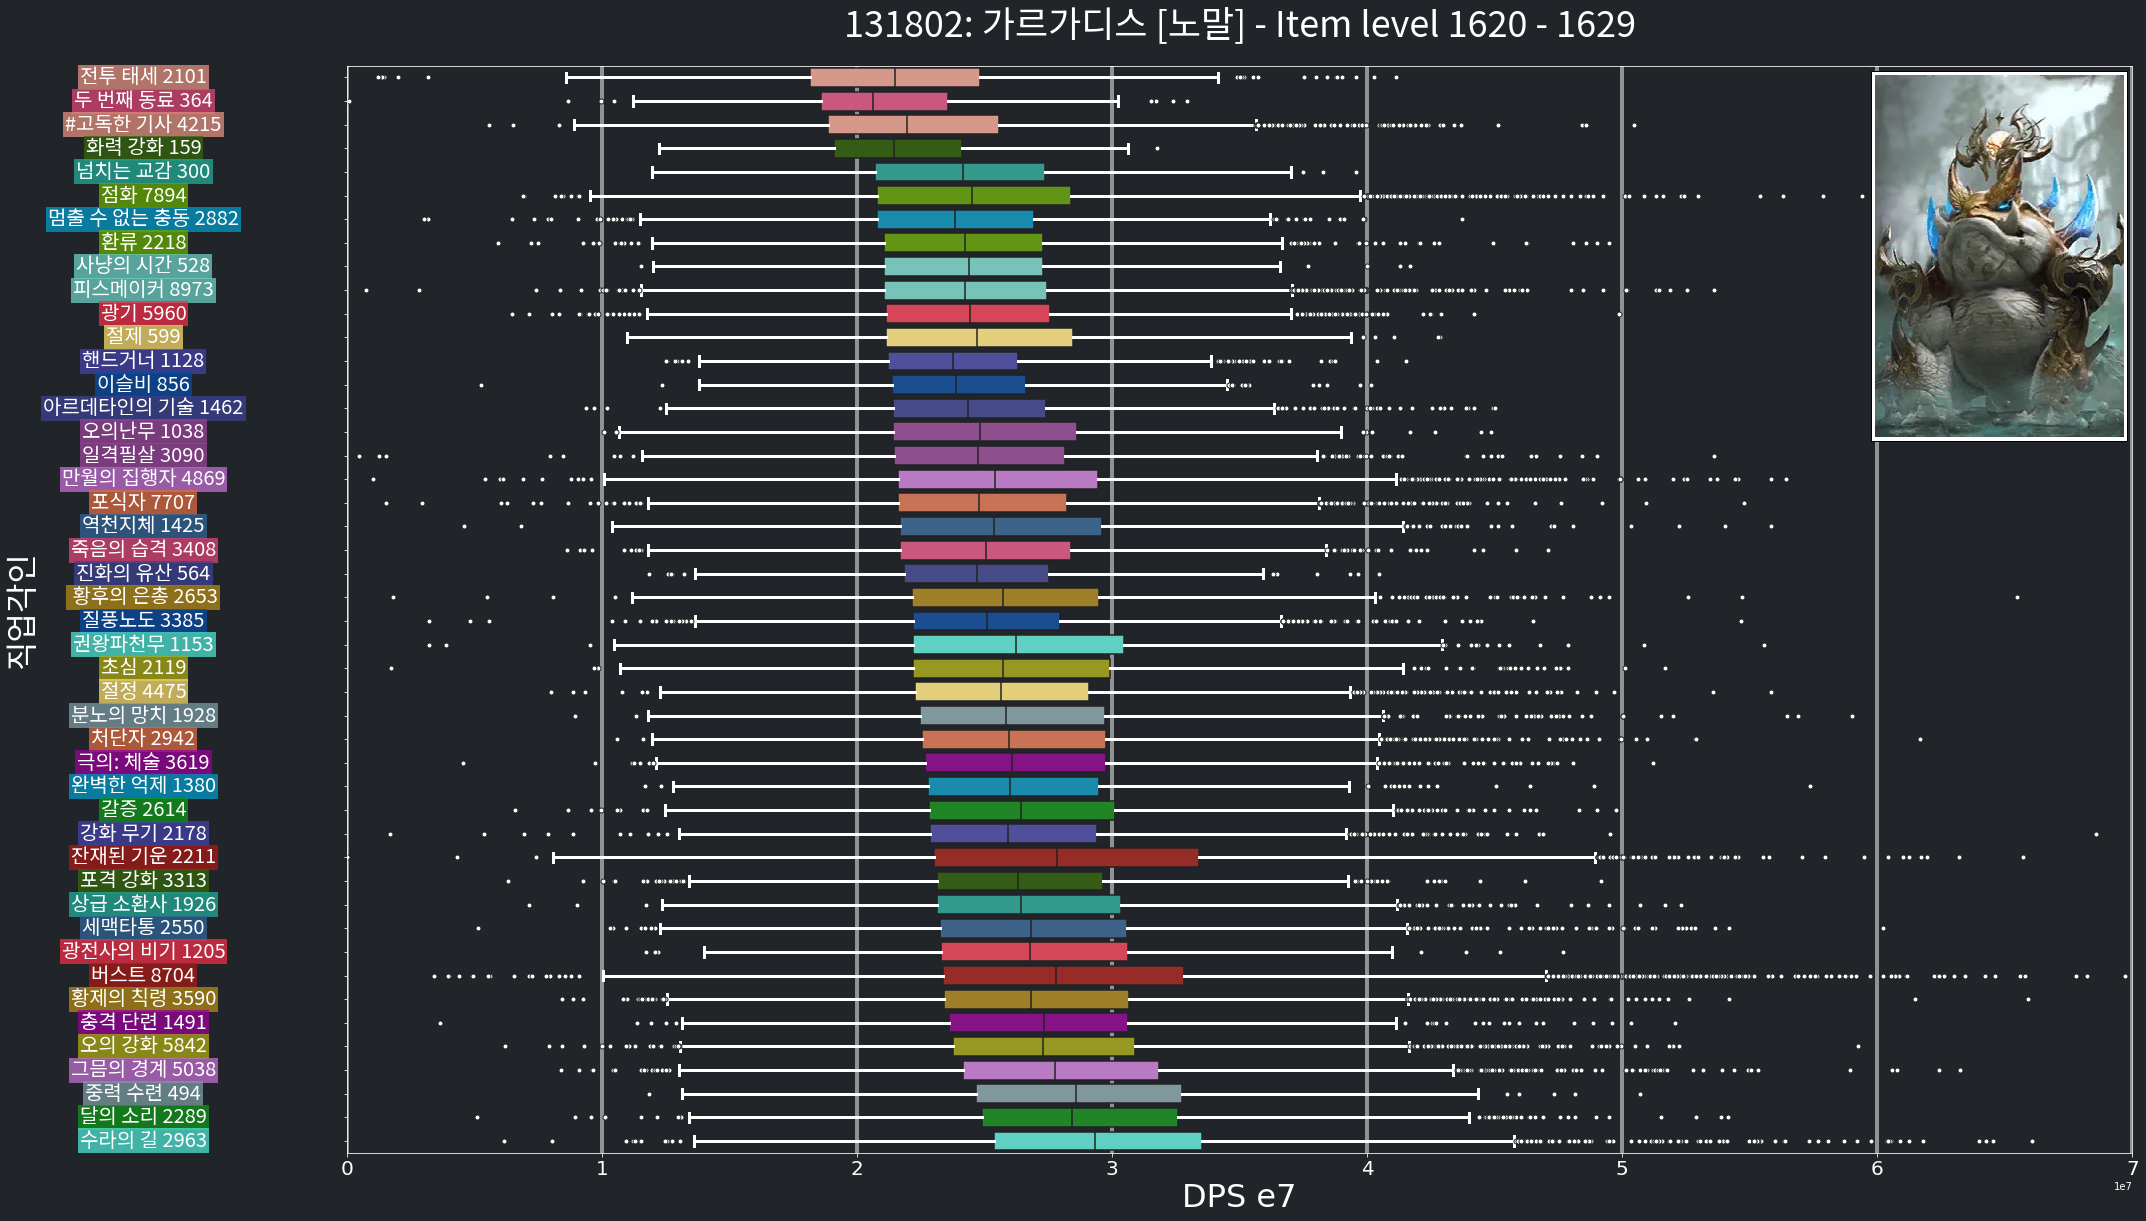 131802: 가르가디스 [노말] - Item level 1620 - 1629
직업각인
전투 태세 2101
두 번째 동료 364
#고독한 기사 4215
화력 강화 159
넘치는 교감 300
점화 7894
멈출 수 없는 충동 2882
환류 2218
사냥의 시간 528
피스메이커 8973
광기 5960
절제 599
핸드거너 1128
이슬비 856
아르데타인의 기술 1462
오의난무 1038
일격필살 3090
만월의 집행자 4869
포식자 7707
역천지체 1425
죽음의 습격 3408
진화의 유산 564
황후의 은총 2653
질풍노도 3385
권왕파천무 1153
초심 2119
절정 4475
분노의 망치 1928
처단자 2942
극의: 체술 3619
완벽한 억제 1380
갈증 2614
강화 무기 2178
잔재된 기운 2211
포격 강화 3313
상급 소환사 1926
세맥타통 2550
광전사의 비기 1205
버스트 8704
황제의 칙령 3590
충격 단련 1491
오의 강화 5842
그믐의 경계 5038
중력 수련 494
달의 소리 2289
수라의 길 2963
0 1 2 3 4 5 6 7
1e7
DPS e7